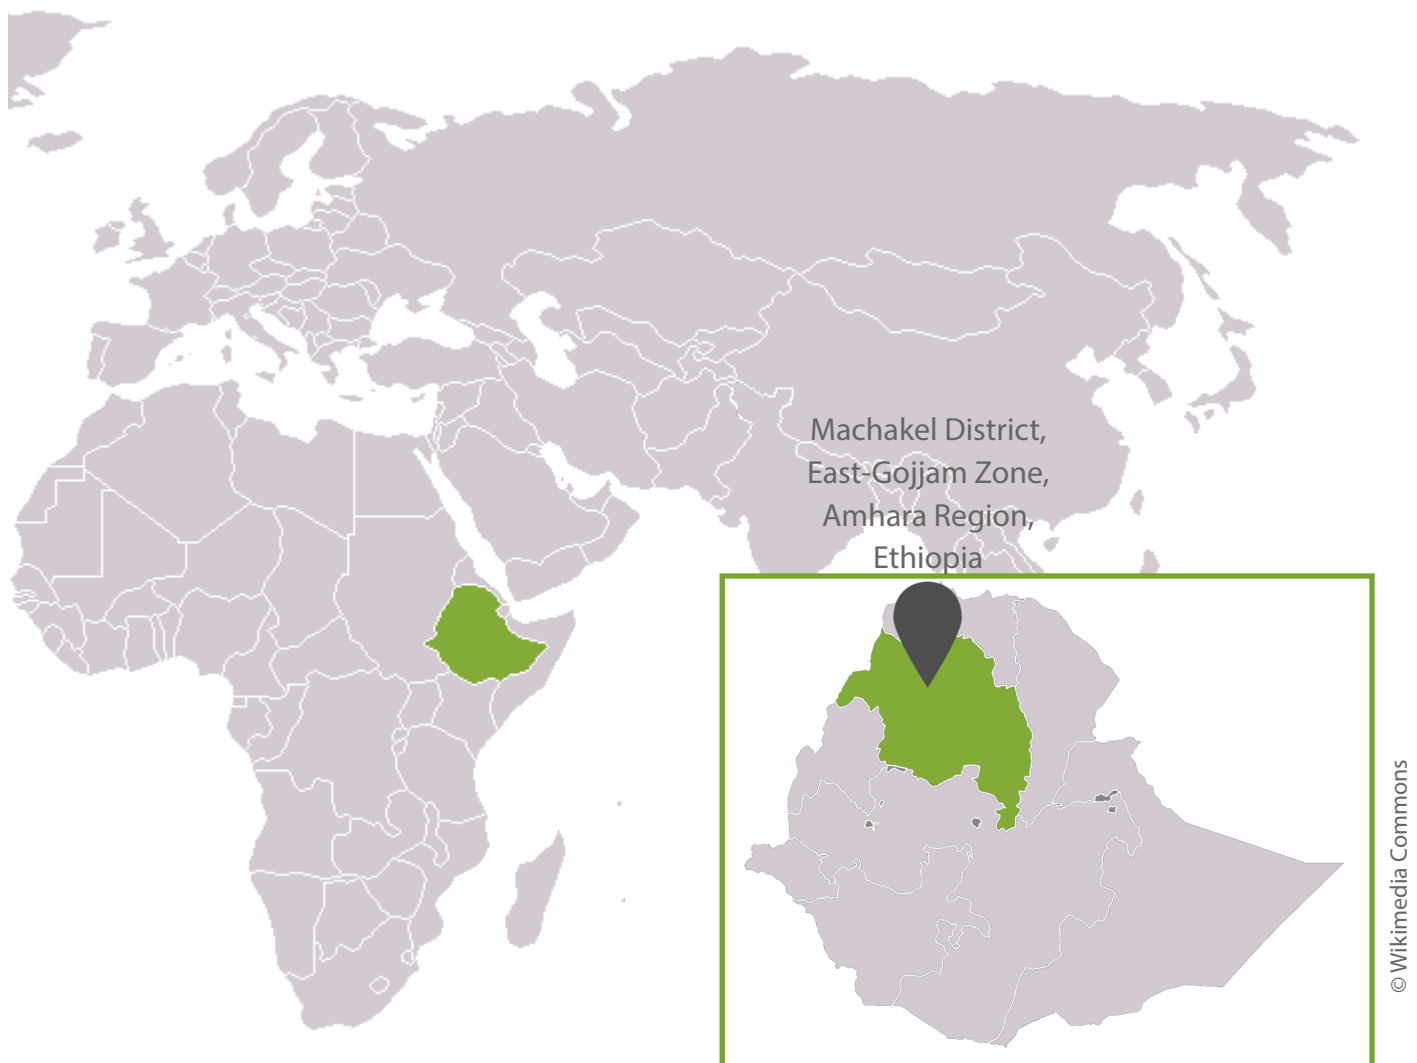 Machakel District,
East-Gojjam Zone,
Amhara Region,
Ethiopia
© Wikimedia Commons